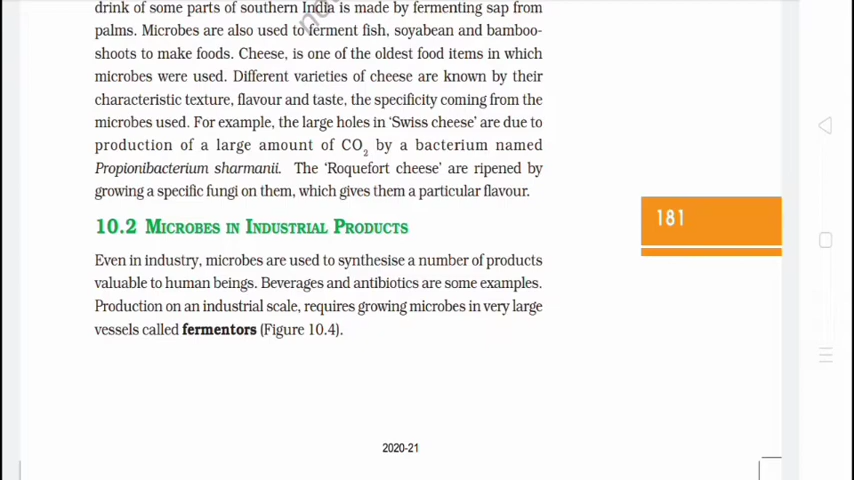 drink of some parts of southern India is made by fermenting sap from
palms. Microbes are also used to ferment fish, soyabean and bamboo-
shoots to make foods. Cheese, is one of the oldest food items in which
microbes were used. Different varieties of cheese are known by their
characteristic texture, flavour and taste, the specificity coming from the
microbes used. For example, the large holes in ‘Swiss cheese’ are due to
production of a large amount of CO₂ by a bacterium named
Propionibacterium sharmanii. The ‘Roquefort cheese’ are ripened by
growing a specific fungi on them, which gives them a particular flavour.
181
10.2 MICROBES IN INDUSTRIAL PRODUCTS
Even in industry, microbes are used to synthesise a number of products
valuable to human beings. Beverages and antibiotics are some examples.
Production on an industrial scale, requires growing microbes in very large
vessels called fermentors (Figure 10.4).
2020-21